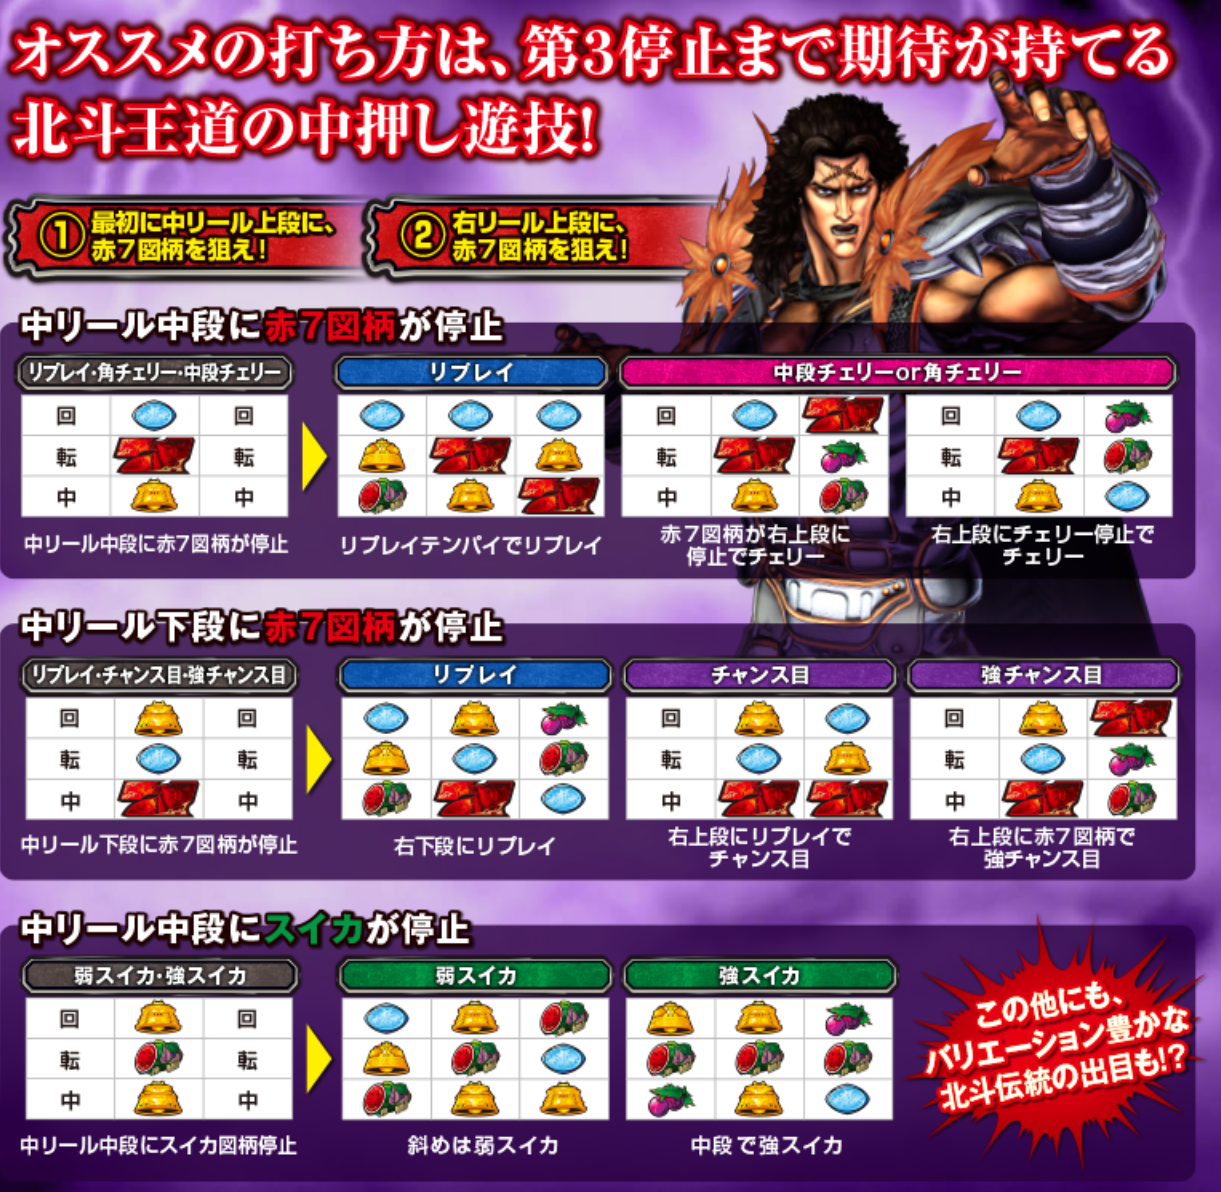 オススメの打ち方は、第3停止まで期待が持てる
北斗王道の中押し遊技!
① 最初に中リール上段に、
赤7図柄を狙え!
② 右リール上段に、
赤7図柄を狙え!
中リール中段に赤7図柄が停止
リプレイ・角チェリー・中段チェリー
リプレイ
中段チェリーor角チェリー
回 回 回 回
転 転 転 転
中 中 中 中
中リール中段に赤7図柄が停止
リプレイテンパイでリプレイ
赤7図柄が右上段に
停止でチェリー
右上段にチェリー停止で
チェリー
中リール下段に赤7図柄が停止
リプレイ・チャンス目・強チャンス目
リプレイ
チャンス目
強チャンス目
回 回 回 回
転 転 転 転
中 中 中 中
中リール下段に赤7図柄が停止
右下段にリプレイ
右上段にリプレイで
チャンス目
右上段に赤7図柄で
強チャンス目
中リール中段にスイカが停止
弱スイカ・強スイカ
弱スイカ
強スイカ
回 回
転 転
中 中
中リール中段にスイカ図柄停止
斜めは弱スイカ
中段で強スイカ
この他にも、
バリエーション豊かな
北斗伝統の出目も!?